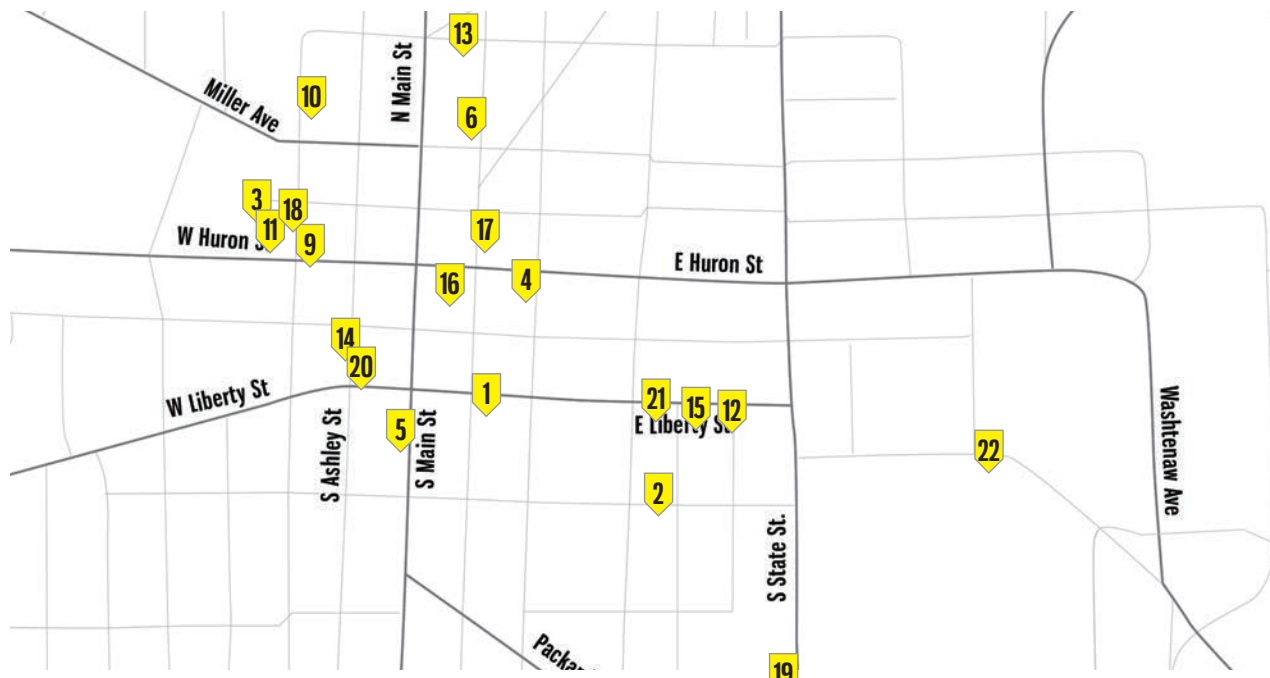 13
N Main St
10
Miller Ave
6
3
18
11
17
W Huron S
9
E Huron St
16
4
14
20
1
W Liberty St
21
15
12
E Liberty St
5
S Ashley St
S Main St
Washtenaw Ave
22
2
S State St.
Packar
19